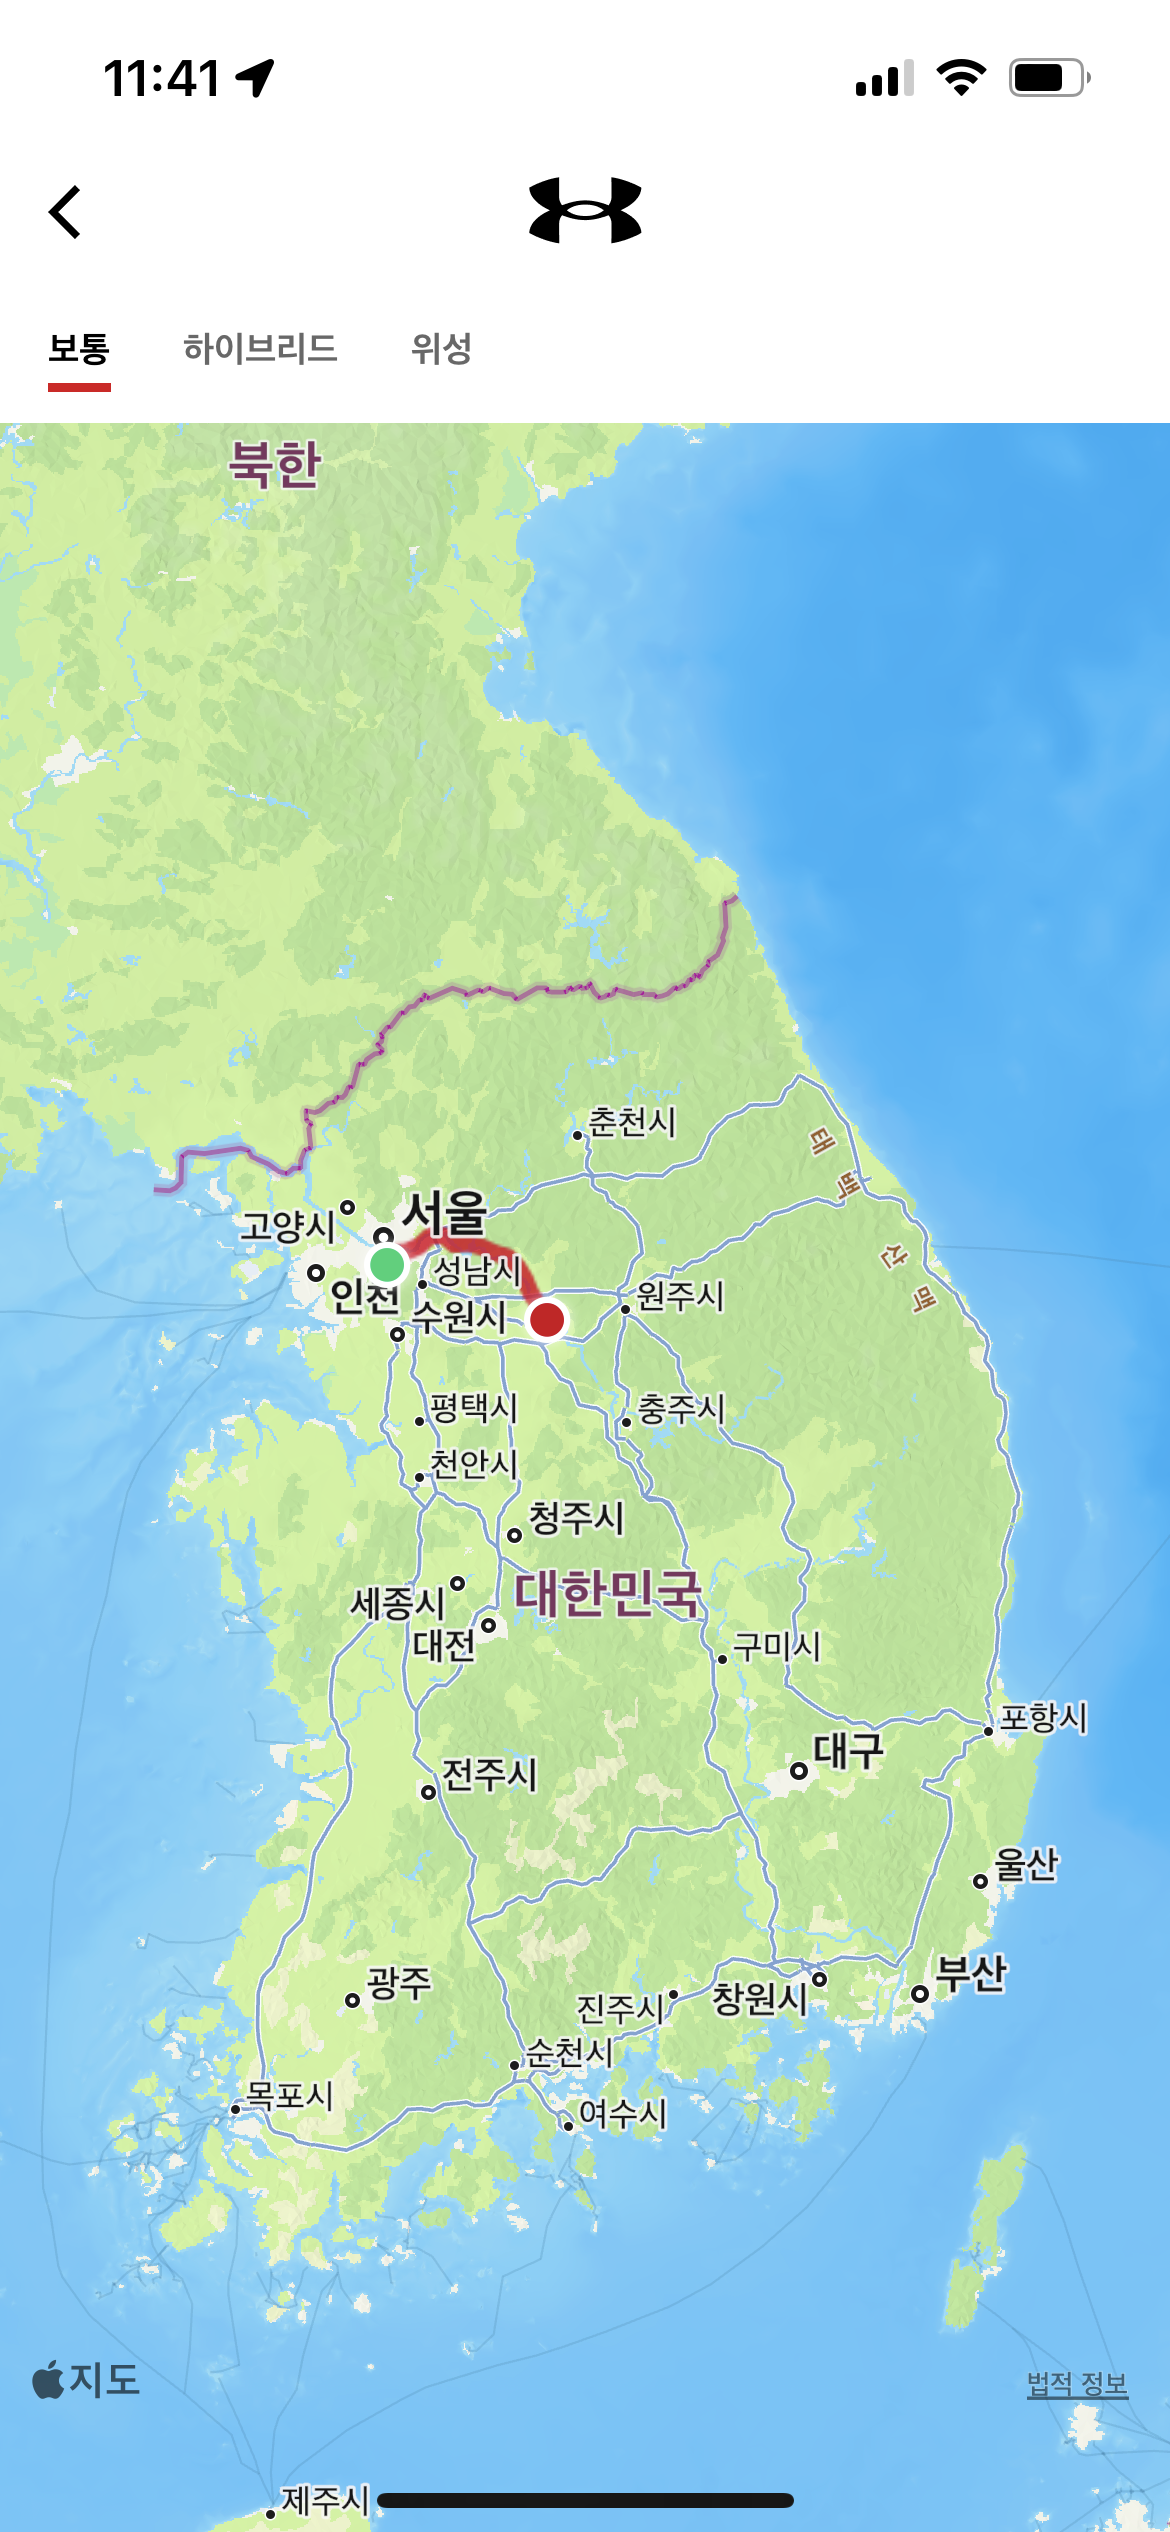 11:41
보통 하이브리드 위성
북한
춘천시
태백산맥
서울
고양시
성남시
인천
수원시
원주시
평택시
충주시
천안시
청주시
대한민국
세종시
대전
구미시
포항시
대구
전주시
울산
부산
광주
창원시
진주시
순천시
목포시
여수시
지도
법적 정보
제주시